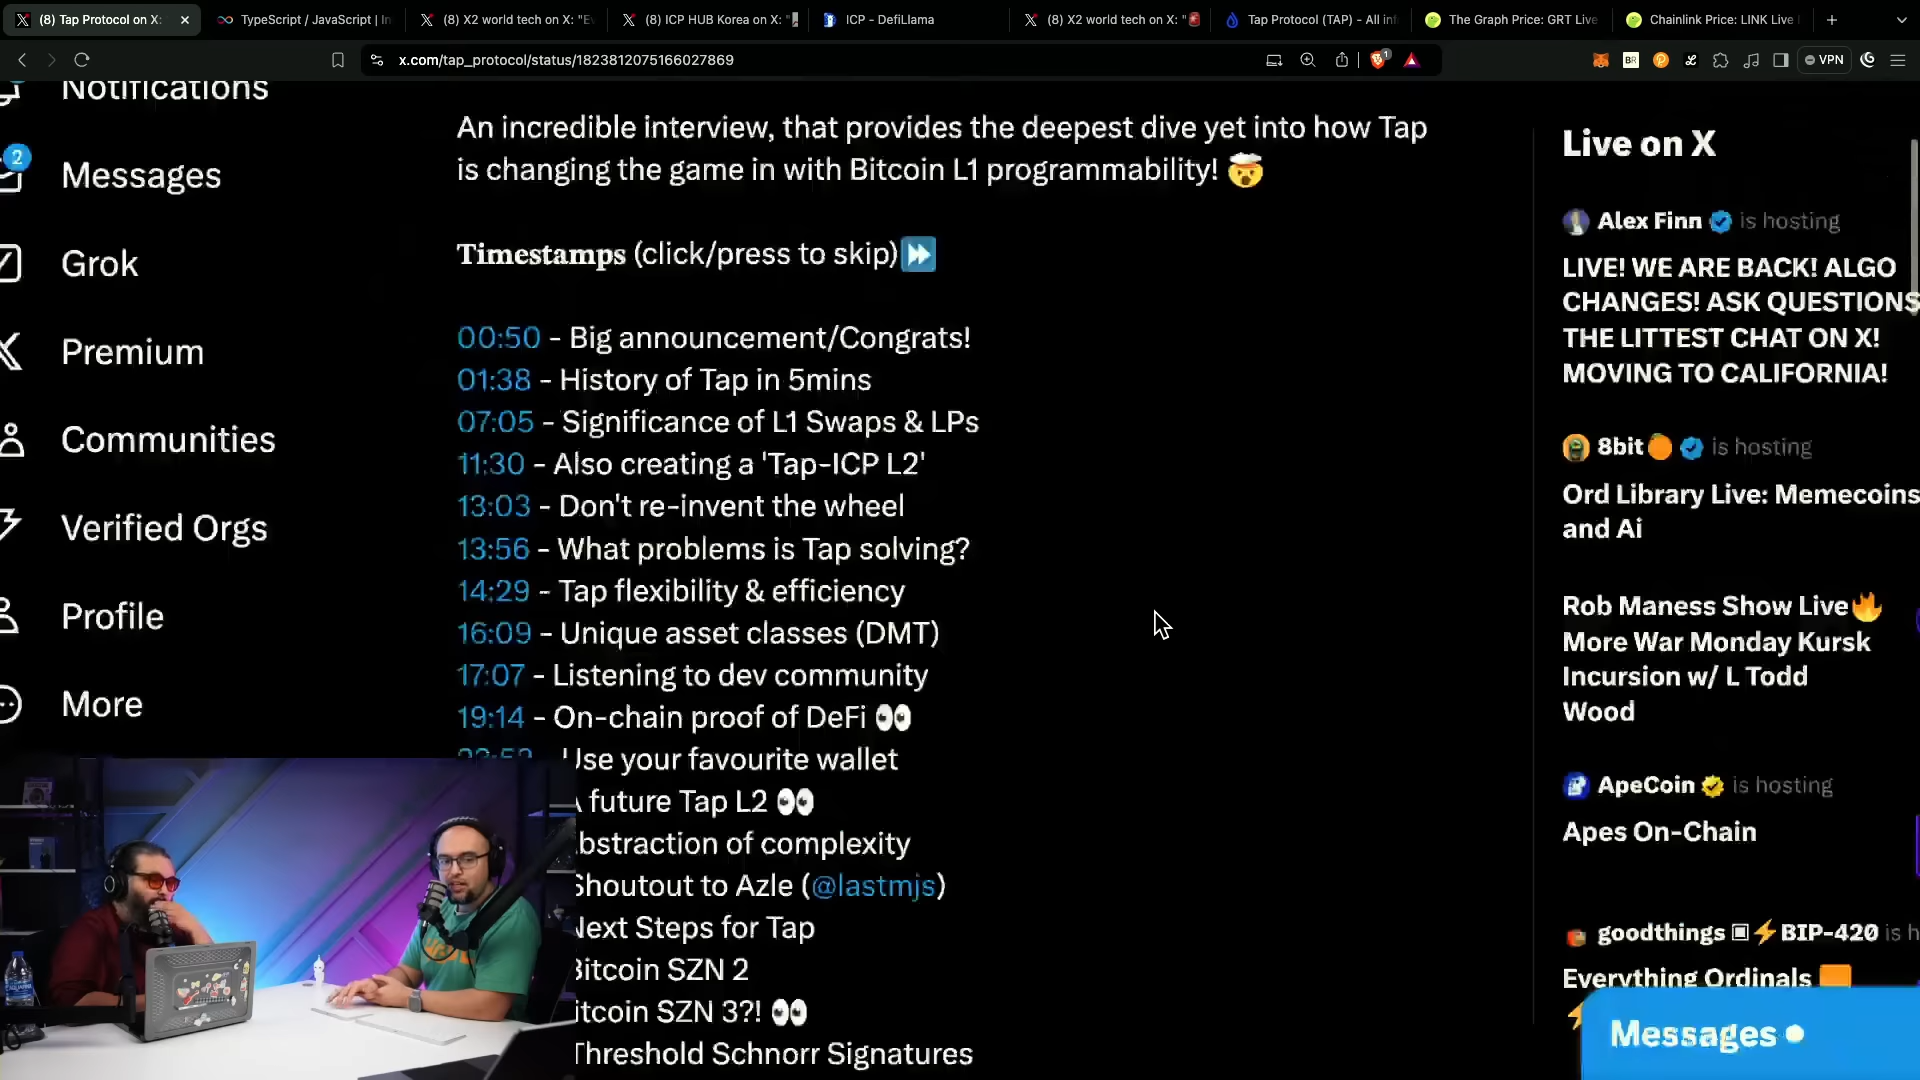 (8) Tap Protocol on X:
TypeScript / JavaScript | In
(8) X2 world tech on X: "Ev
(8) ICP HUB Korea on X: "
ICP - DefiLlama
(8) X2 world tech on X: "🚨
Tap Protocol (TAP) - All inf
The Graph Price: GRT Live
Chainlink Price: LINK Live
x.com/tap_protocol/status/1823812075166027869
1
BR
VPN
Notifications
2
Messages
Grok
Premium
Communities
Verified Orgs
Profile
More
An incredible interview, that provides the deepest dive yet into how Tap
is changing the game in with Bitcoin L1 programmability! 🤯
Timestamps (click/press to skip)⏩
00:50 - Big announcement/Congrats!
01:38 - History of Tap in 5mins
07:05 - Significance of L1 Swaps & LPs
11:30 - Also creating a 'Tap-ICP L2'
13:03 - Don't re-invent the wheel
13:56 - What problems is Tap solving?
14:29 - Tap flexibility & efficiency
16:09 - Unique asset classes (DMT)
17:07 - Listening to dev community
19:14 - On-chain proof of DeFi 👀
Use your favourite wallet
A future Tap L2 👀
bstraction of complexity
Shoutout to Azle (@lastmjs)
Next Steps for Tap
Bitcoin SZN 2
itcoin SZN 3?! 👀
Threshold Schnorr Signatures
Live on X
Alex Finn is hosting
LIVE! WE ARE BACK! ALGO
CHANGES! ASK QUESTIONS
THE LITTEST CHAT ON X!
MOVING TO CALIFORNIA!
8bit🟠 is hosting
Ord Library Live: Memecoins
and Ai
Rob Maness Show Live🔥
More War Monday Kursk
Incursion w/ L Todd
Wood
ApeCoin is hosting
Apes On-Chain
goodthings ▣⚡BIP-420 is h
Everything Ordinals 🟧
⚡
Messages